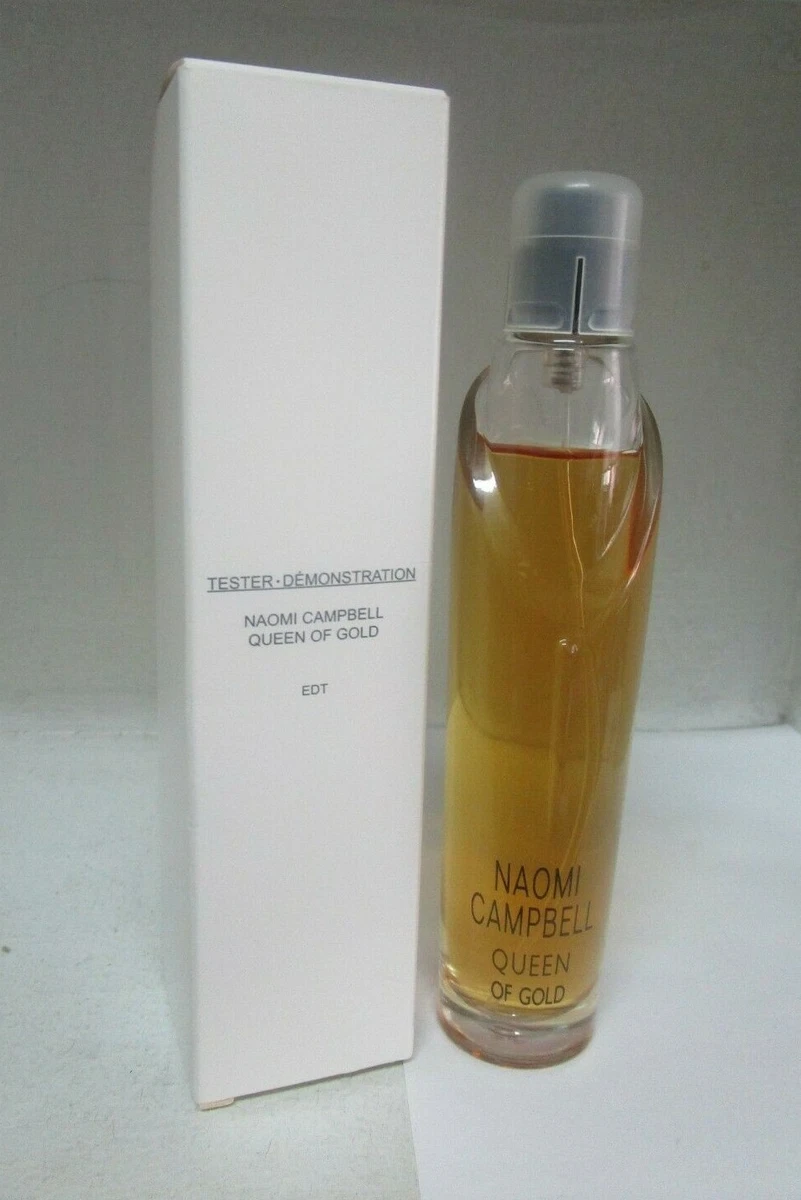 TESTER·DÉMONSTRATION
NAOMI CAMPBELL
QUEEN OF GOLD
EDT
NAOMI
CAMPBELL
QUEEN
OF GOLD